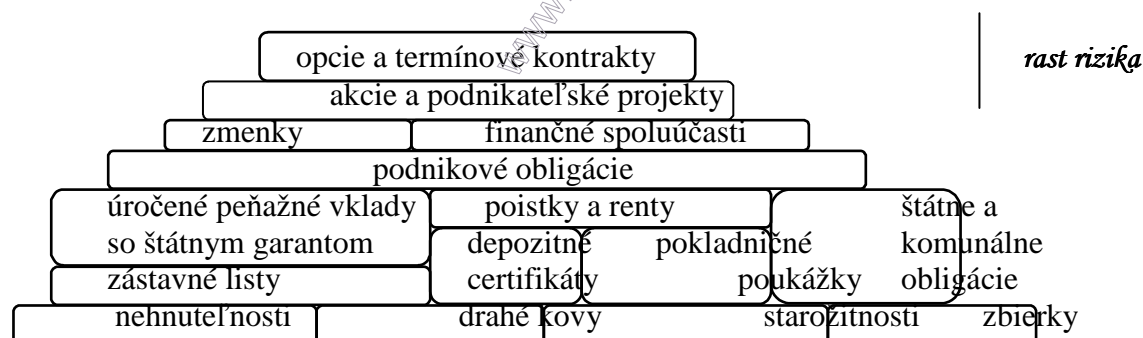 opcie a termínové kontrakty
rast rizika
akcie a podnikateľské projekty
zmenky finančné spoluúčasti
podnikové obligácie
úročené peňažné vklady poistky a renty štátne a
so štátnym garantom depozitné pokladničné komunálne
zástavné listy certifikáty poukážky obligácie
nehnuteľnosti drahé kovy starožitnosti zbierky